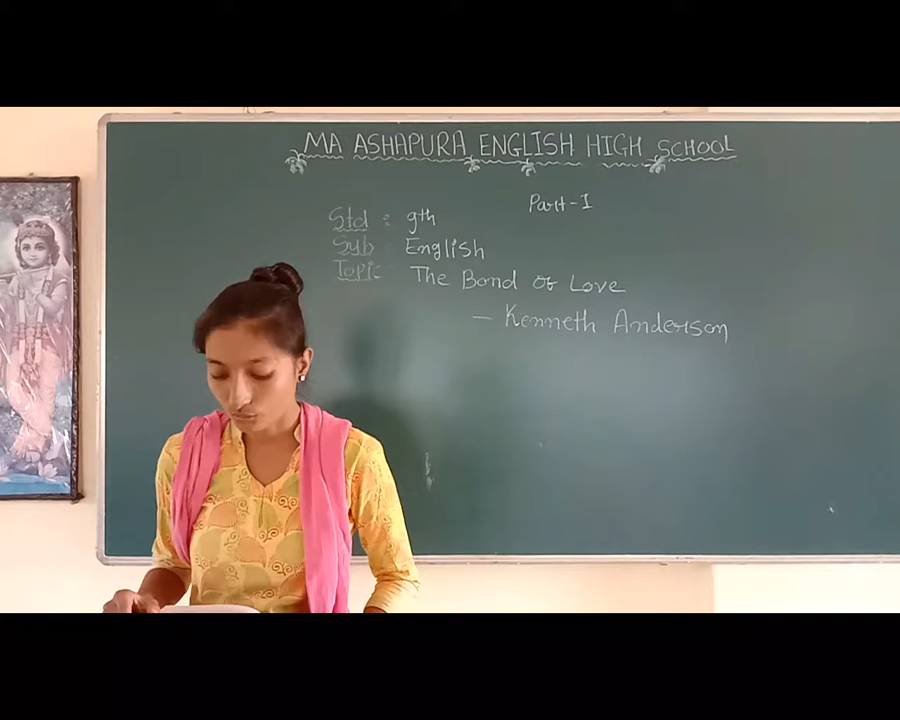 MA ASHAPURA ENGLISH HIGH SCHOOL
Part-I
Std : 9th
Sub : English
Topic : The Bond of Love
- Kenneth Anderson